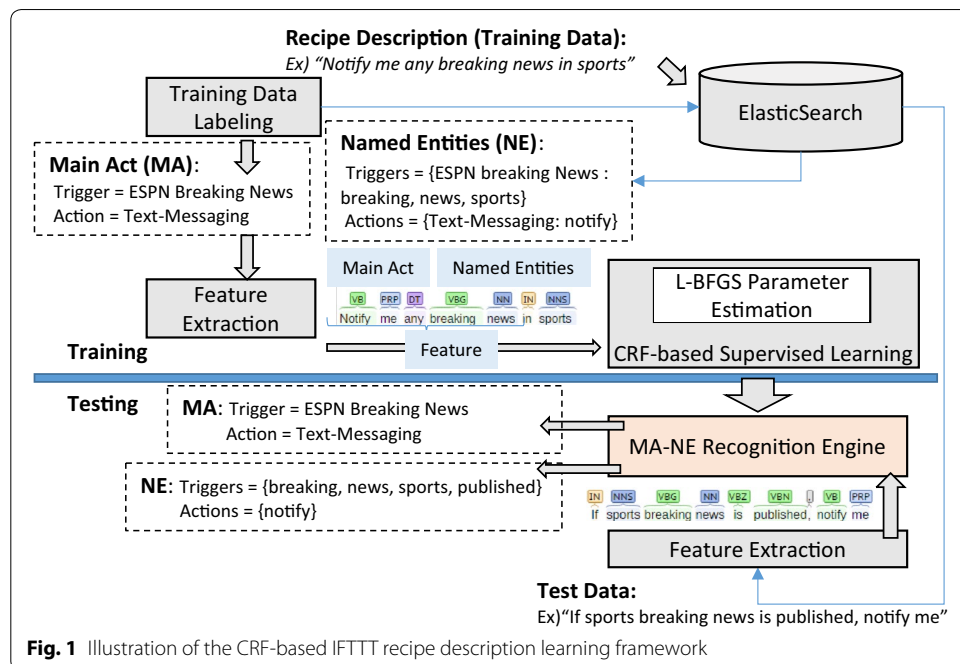 Recipe Description (Training Data):
Ex) “Notify me any breaking news in sports”
Training Data
Labeling
ElasticSearch
Main Act (MA):
Trigger = ESPN Breaking News
Action = Text-Messaging
Named Entities (NE):
Triggers = {ESPN breaking News :
breaking, news, sports}
Actions = {Text-Messaging: notify}
Feature
Extraction
Main Act
Named Entities
VB PRP DT VBG NN IN NNS
Notify me any breaking news in sports
Feature
L-BFGS Parameter
Estimation
CRF-based Supervised Learning
Training
Testing
MA: Trigger = ESPN Breaking News
Action = Text-Messaging
NE: Triggers = {breaking, news, sports, published}
Actions = {notify}
MA-NE Recognition Engine
IN NNS VBG NN VBZ VBN , VB PRP
If sports breaking news is published, notify me
Feature Extraction
Test Data:
Ex)“If sports breaking news is published, notify me”
Fig. 1 Illustration of the CRF-based IFTTT recipe description learning framework